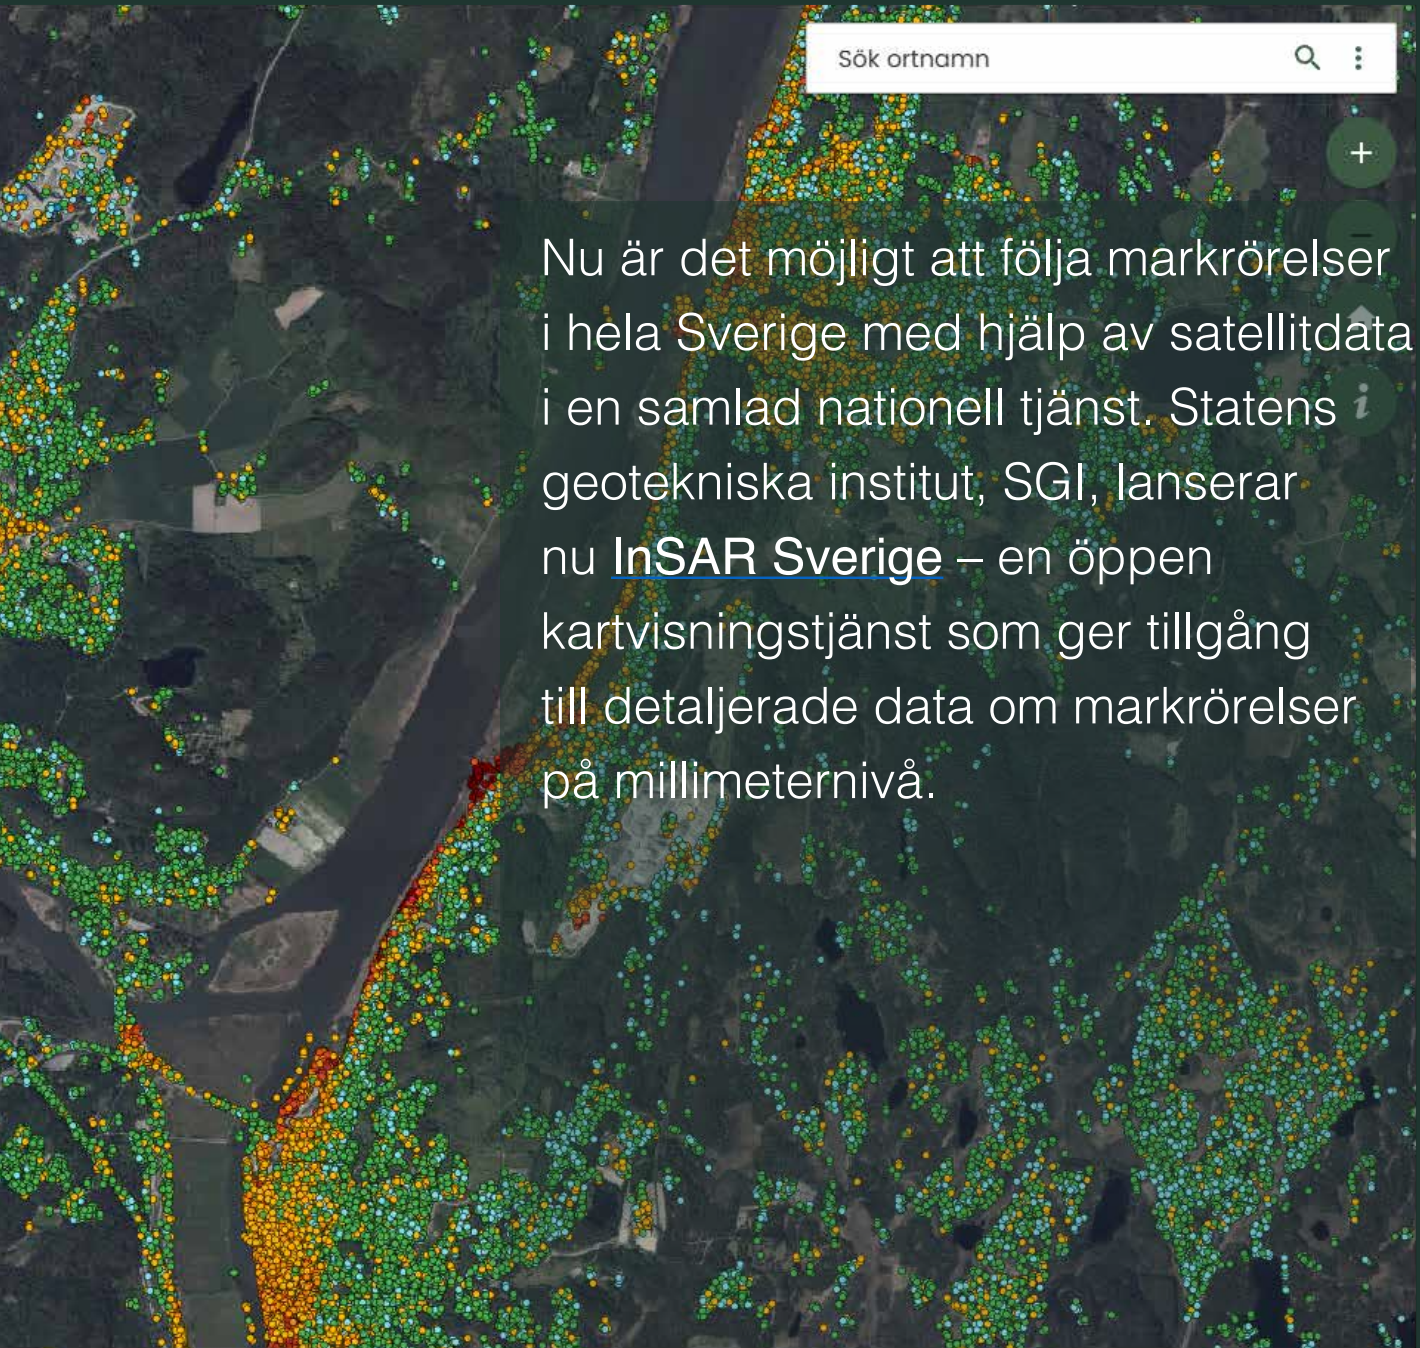 Sök ortnamn
Nu är det möjligt att följa markrörelser
i hela Sverige med hjälp av satellitdata
i en samlad nationell tjänst. Statens
geotekniska institut, SGI, lanserar
nu InSAR Sverige – en öppen
kartvisningstjänst som ger tillgång
till detaljerade data om markrörelser
på millimeternivå.